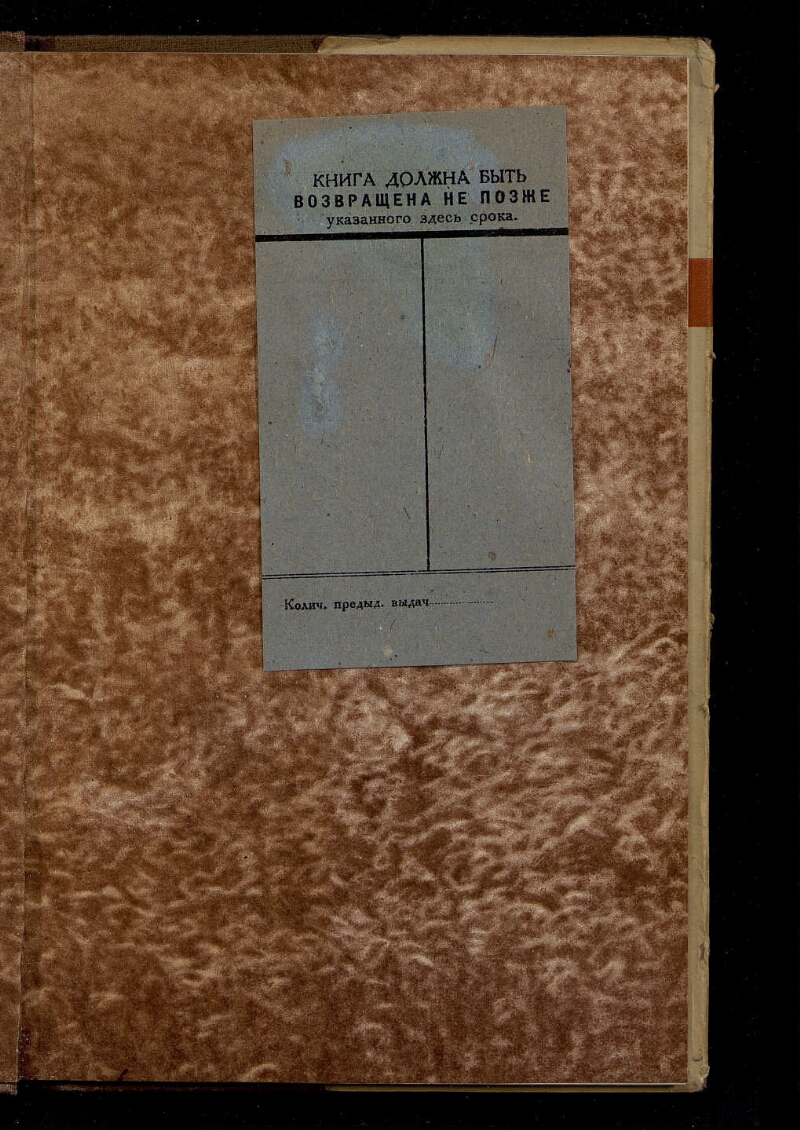 КНИГА ДОЛЖНА БЫТЬ
ВОЗВРАЩЕНА НЕ ПОЗЖЕ
указанного здесь срока.
Колич. предыд. выдач....................